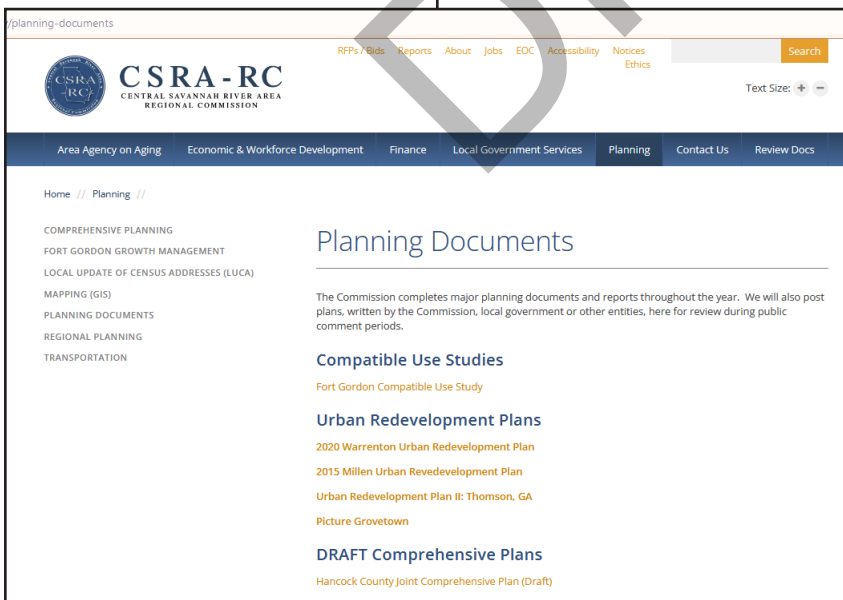 /planning-documents
RFPs / Bids Reports About Jobs EOC Accessibility Notices
Ethics
Search
Text Size: + −
CSRA
-RC
CSRA-RC
CENTRAL SAVANNAH RIVER AREA
REGIONAL COMMISSION
Area Agency on Aging Economic & Workforce Development Finance Local Government Services Planning Contact Us Review Docs
Home // Planning //
COMPREHENSIVE PLANNING
FORT GORDON GROWTH MANAGEMENT
LOCAL UPDATE OF CENSUS ADDRESSES (LUCA)
MAPPING (GIS)
PLANNING DOCUMENTS
REGIONAL PLANNING
TRANSPORTATION
Planning Documents
The Commission completes major planning documents and reports throughout the year. We will also post
plans, written by the Commission, local government or other entities, here for review during public
comment periods.
Compatible Use Studies
Fort Gordon Compatible Use Study
Urban Redevelopment Plans
2020 Warrenton Urban Redevelopment Plan
2015 Millen Urban Revedevelopment Plan
Urban Redevelopment Plan II: Thomson, GA
Picture Grovetown
DRAFT Comprehensive Plans
Hancock County Joint Comprehensive Plan (Draft)